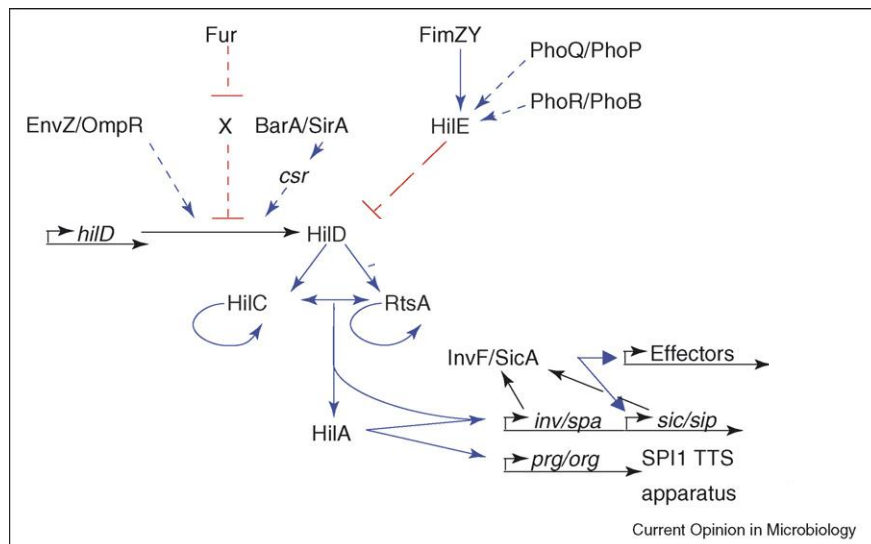 Fur
FimZY
PhoQ/PhoP
PhoR/PhoB
EnvZ/OmpR
X
BarA/SirA
HilE
csr
hilD
HilD
HilC
RtsA
InvF/SicA
Effectors
HilA
inv/spa
sic/sip
prg/org
SPI1 TTS
apparatus
Current Opinion in Microbiology